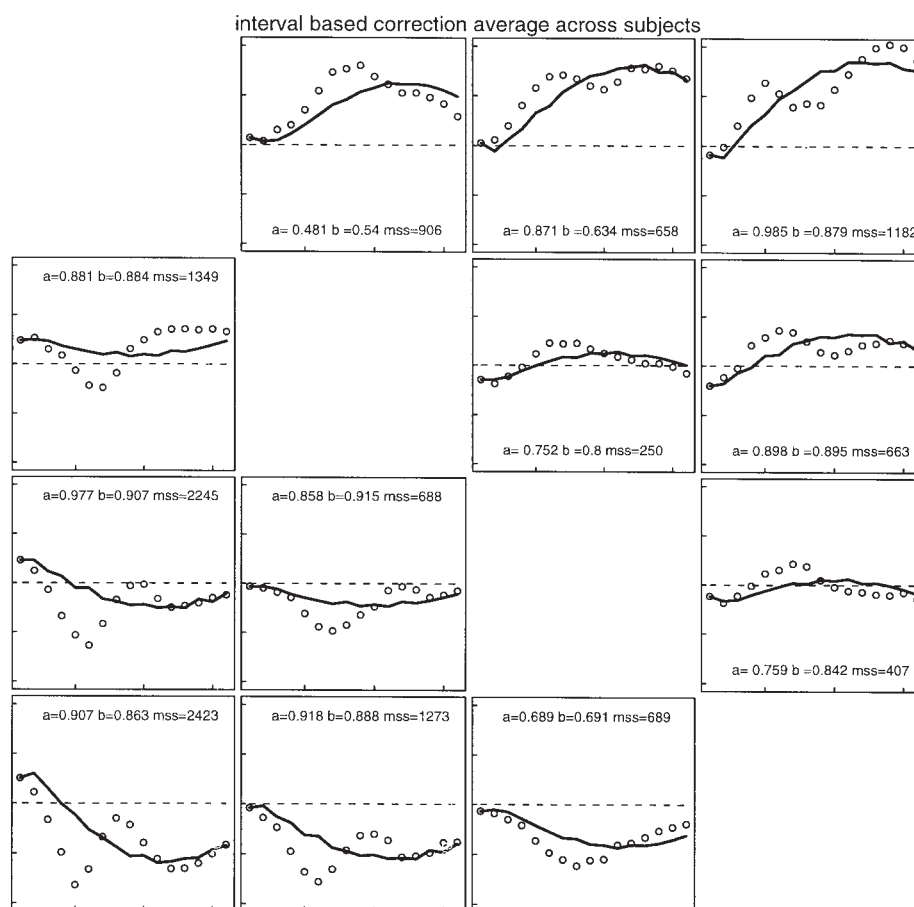 interval based correction average across subjects
a= 0.481 b =0.54 mss=906
a= 0.871 b =0.634 mss=658
a= 0.985 b =0.879 mss=1182
a=0.881 b=0.884 mss=1349
a= 0.752 b =0.8 mss=250
a= 0.898 b =0.895 mss=663
a=0.977 b=0.907 mss=2245
a=0.858 b=0.915 mss=688
a= 0.759 b =0.842 mss=407
a=0.907 b=0.863 mss=2423
a=0.918 b=0.888 mss=1273
a=0.689 b=0.691 mss=689